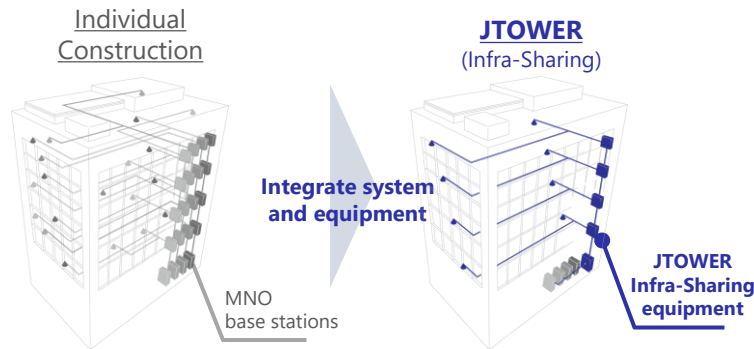 Individual
Construction
JTOWER
(Infra-Sharing)
Integrate system
and equipment
MNO
base stations
JTOWER
Infra-Sharing
equipment